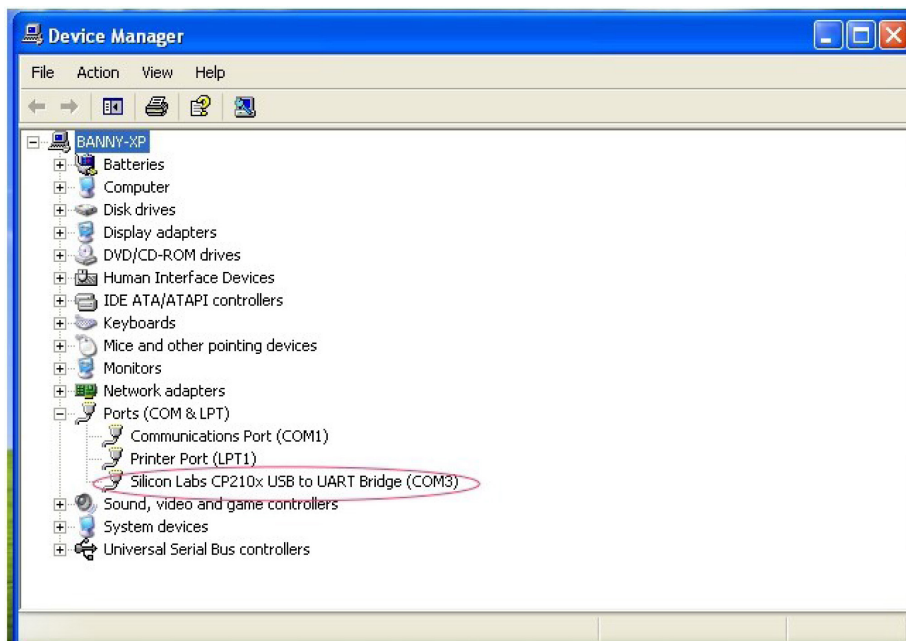 Device Manager
File Action View Help
BANNY-XP
Batteries
Computer
Disk drives
Display adapters
DVD/CD-ROM drives
Human Interface Devices
IDE ATA/ATAPI controllers
Keyboards
Mice and other pointing devices
Monitors
Network adapters
Ports (COM & LPT)
Communications Port (COM1)
Printer Port (LPT1)
Silicon Labs CP210x USB to UART Bridge (COM3)
Sound, video and game controllers
System devices
Universal Serial Bus controllers